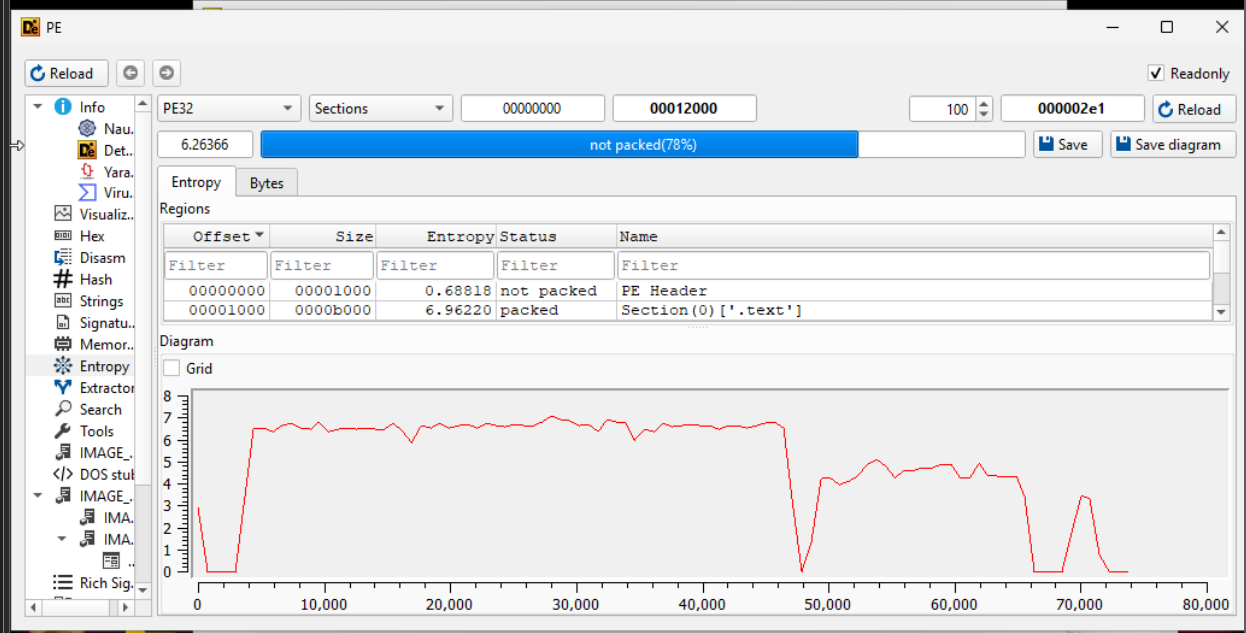 PE
Reload
Readonly
Info
Nau.
Det..
Yara.
Viru.
Visualiz..
Hex
Disasm
Hash
Strings
Signatu..
Memor..
Entropy
Extractor
Search
Tools
IMAGE_.
DOS stub
IMAGE_.
IMA.
IMA.
..
Rich Sig.
PE32 Sections 00000000 00012000 100 000002e1 Reload
6.26366 not packed(78%) Save Save diagram
Entropy Bytes
Regions
Offset Size Entropy Status Name
Filter Filter Filter Filter Filter
00000000 00001000 0.68818 not packed PE Header
00001000 0000b000 6.96220 packed Section(0)['.text']
Diagram
Grid
8
7
6
5
4
3
2
1
0
0 10,000 20,000 30,000 40,000 50,000 60,000 70,000 80,000